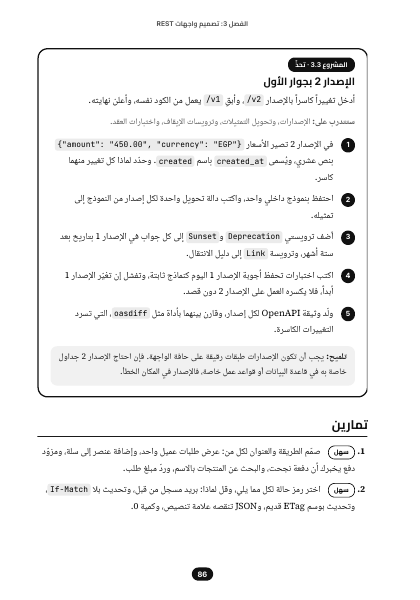 الفصل 3: تصميم واجهات REST
المشروع 3.3 · تحدٍّ
الإصدار 2 بجوار الأول
أدخل تغييراً كاسراً بالإصدار /v2، وأبقِ /v1 يعمل من الكود نفسه، وأعلن نهايته.
ستتدرب على: الإصدارات، وتحويل التمثيلات، وترويسات الإيقاف، واختبارات العقد.
1 في الإصدار 2 تصير الأسعار {"amount": "450.00", "currency": "EGP"}
بنص عشري، ويُسمى created_at باسم created. وحدّد لماذا كل تغيير منهما
كاسر.
2 احتفظ بنموذج داخلي واحد، واكتب دالة تحويل واحدة لكل إصدار من النموذج إلى
تمثيله.
3 أضف ترويستي Deprecation و Sunset إلى كل جواب في الإصدار 1 بتاريخ بعد
ستة أشهر، وترويسة Link إلى دليل الانتقال.
4 اكتب اختبارات تحفظ أجوبة الإصدار 1 اليوم كنماذج ثابتة، وتفشل إن تغيّر الإصدار 1
أبداً، فلا يكسره العمل على الإصدار 2 دون قصد.
5 ولّد وثيقة OpenAPI لكل إصدار، وقارن بينهما بأداة مثل oasdiff، التي تسرد
التغييرات الكاسرة.
تلميح: يجب أن تكون الإصدارات طبقات رقيقة على حافة الواجهة. فإن احتاج الإصدار 2 جداول
خاصة به في قاعدة البيانات أو قواعد عمل خاصة، فالإصدار في المكان الخطأ.
تمارين
1. سهل صمّم الطريقة والعنوان لكل من: عرض طلبات عميل واحد، وإضافة عنصر إلى سلة، ومزوّد
دفع يخبرك أن دفعة نجحت، والبحث عن المنتجات بالاسم، وردّ مبلغ طلب.
2. سهل اختر رمز حالة لكل مما يلي، وقل لماذا: بريد مسجل من قبل، وتحديث بلا If-Match،
وتحديث بوسم ETag قديم، وJSON تنقصه علامة تنصيص، وكمية 0.
86